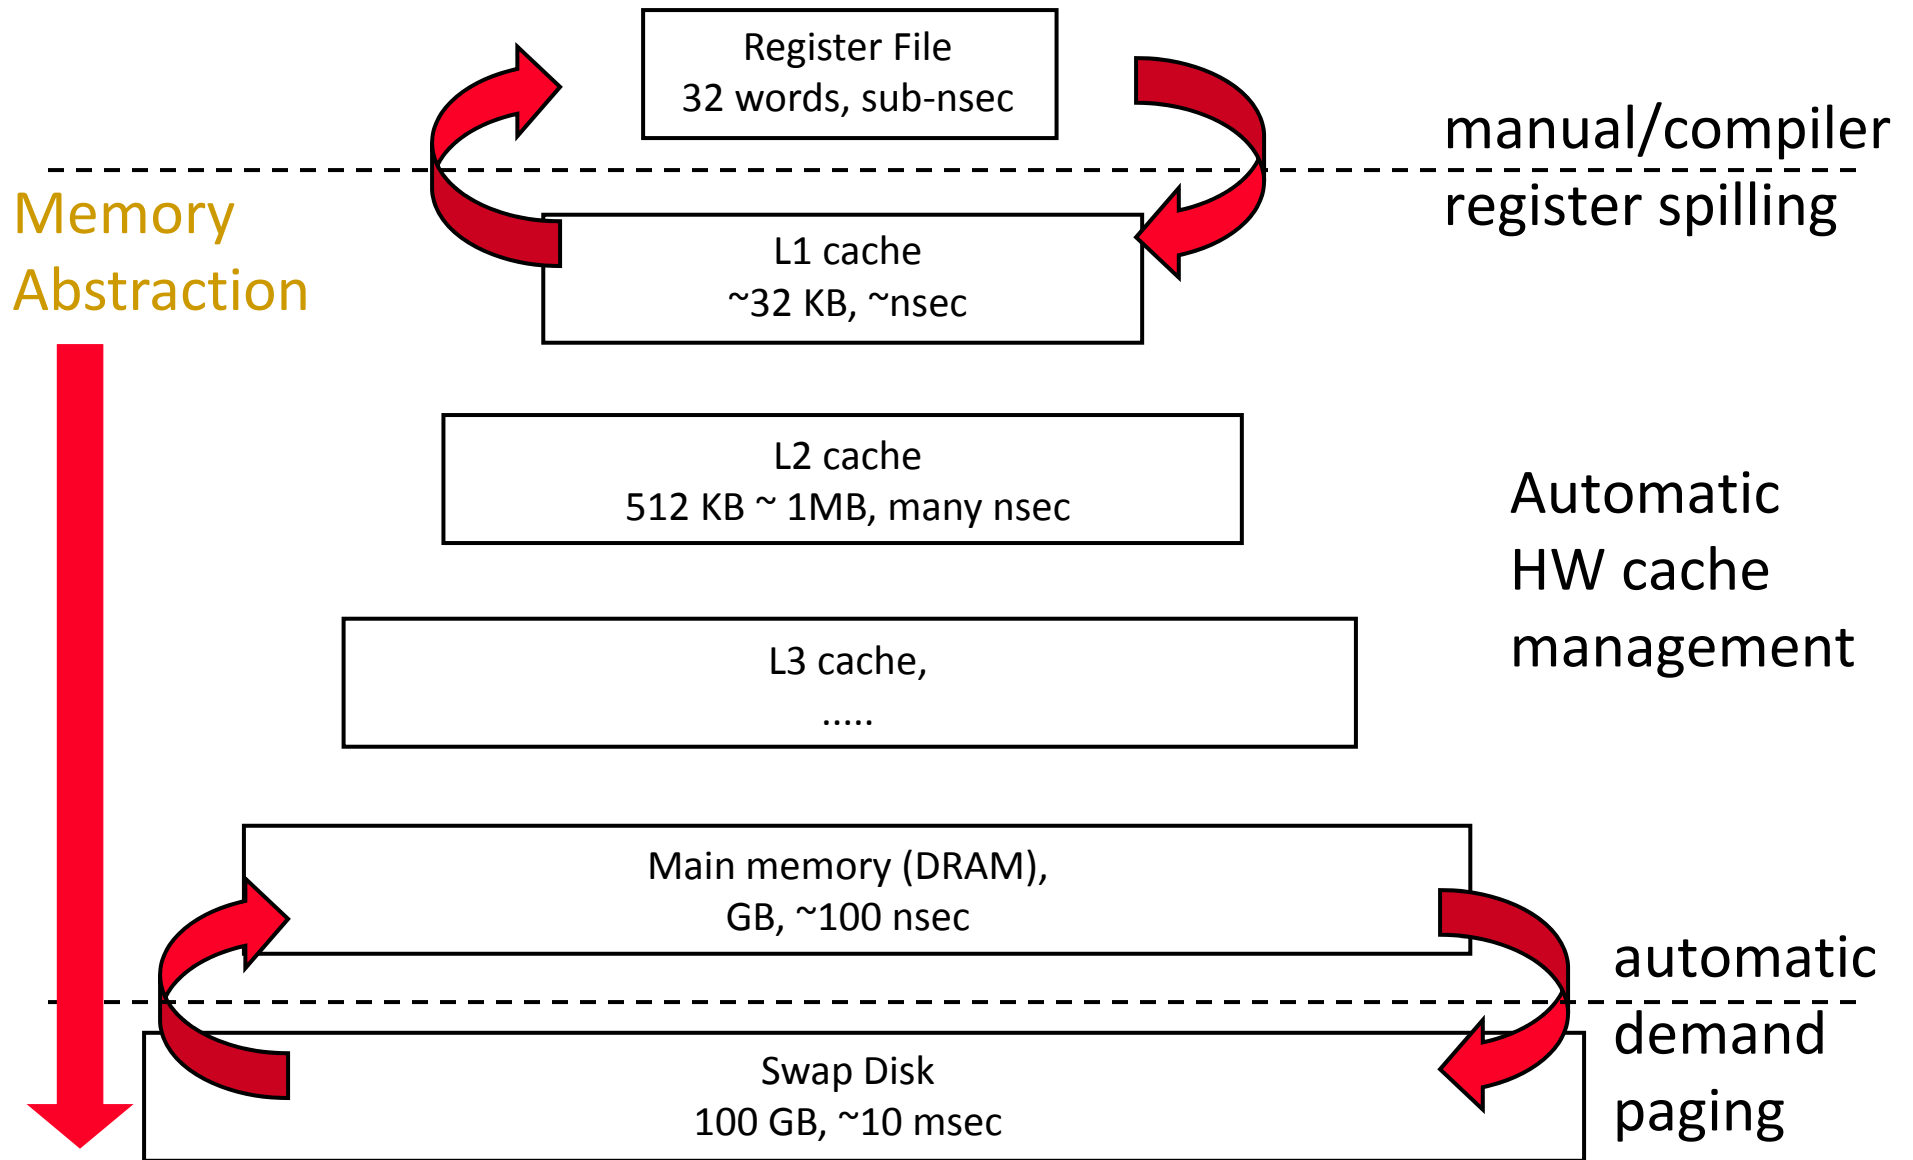 Register File
32 words, sub-nsec
manual/compiler
register spilling
Memory
Abstraction
L1 cache
~32 KB, ~nsec
L2 cache
512 KB ~ 1MB, many nsec
Automatic
HW cache
management
L3 cache,
.....
Main memory (DRAM),
GB, ~100 nsec
automatic
demand
paging
Swap Disk
100 GB, ~10 msec